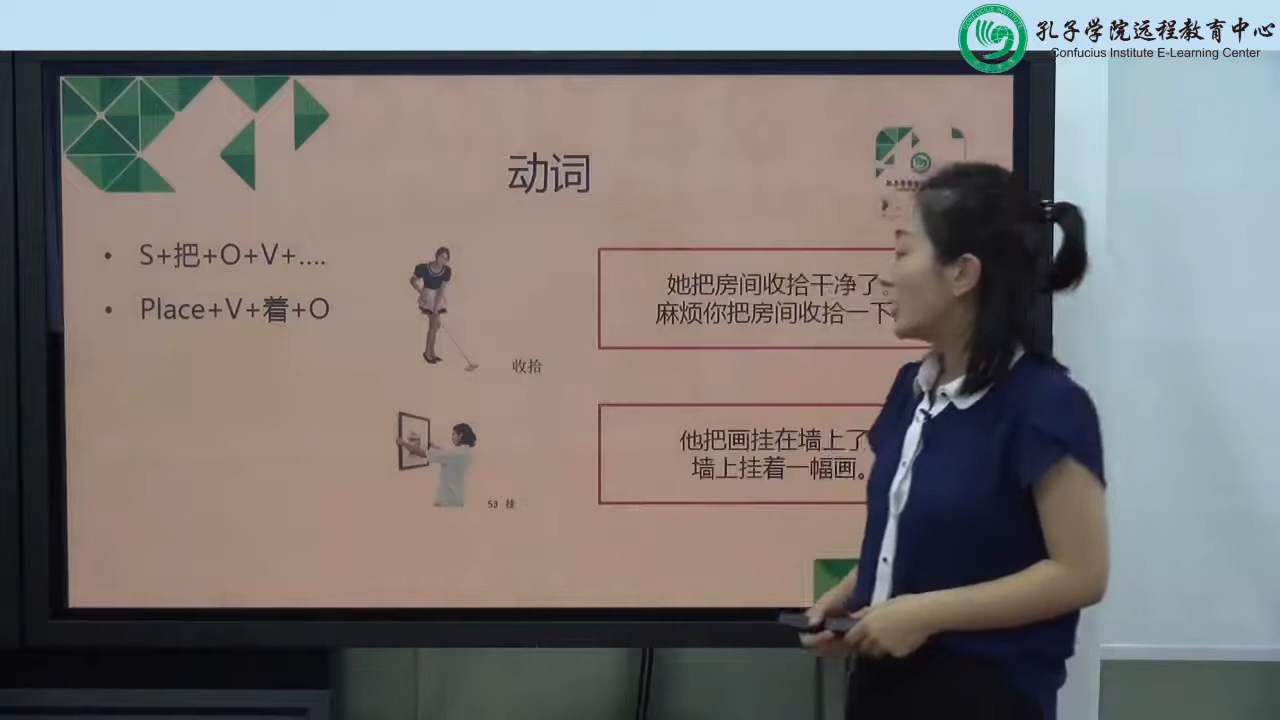 孔子学院远程教育中心
Confucius Institute E-Learning Center
动词
• S+把+O+V+....
• Place+V+着+O
收拾
她把房间收拾干净了。
麻烦你把房间收拾一下
53 挂
他把画挂在墙上了
墙上挂着一幅画。